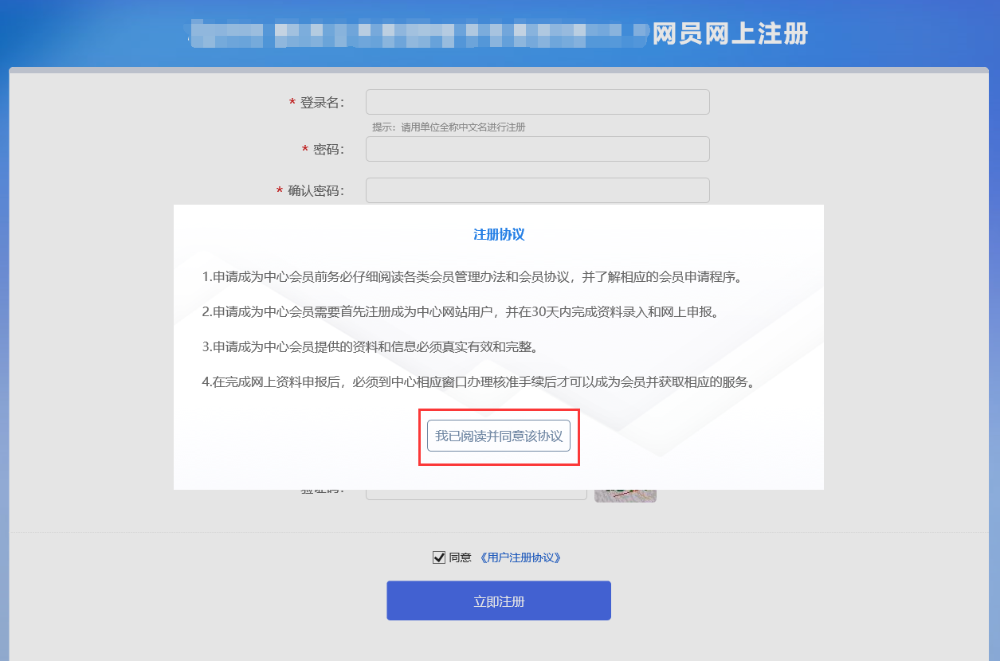 网员网上注册
* 登录名：
提示：请用单位全称中文名进行注册
* 密码：
* 确认密码：
注册协议
1.申请成为中心会员前务必仔细阅读各类会员管理办法和会员协议，并了解相应的会员申请程序。
2.申请成为中心会员需要首先注册成为中心网站用户，并在30天内完成资料录入和网上申报。
3.申请成为中心会员提供的资料和信息必须真实有效和完整。
4.在完成网上资料申报后，必须到中心相应窗口办理核准手续后才可以成为会员并获取相应的服务。
我已阅读并同意该协议
验证码：
同意 《用户注册协议》
立即注册